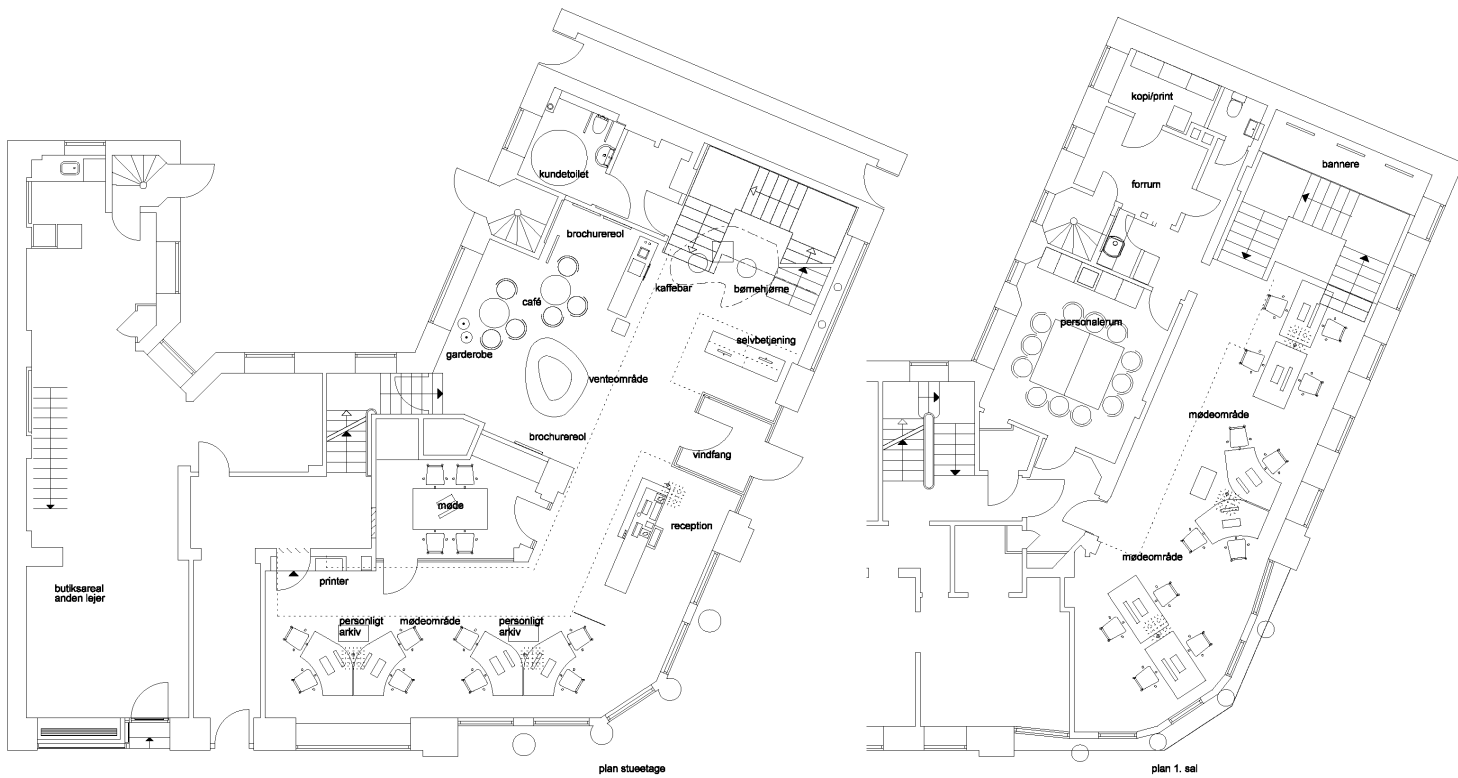 kundetoilet
brochurereol
kaffebar
børnehjørne
café
selvbetjening
garderobe
venteområde
brochurereol
vindfang
møde
reception
printer
butiksareal
anden lejer
personligt
arkiv
mødeområde
personligt
arkiv
plan stueetage
kopi/print
bannere
forrum
personalerum
mødeområde
mødeområde
plan 1. sal